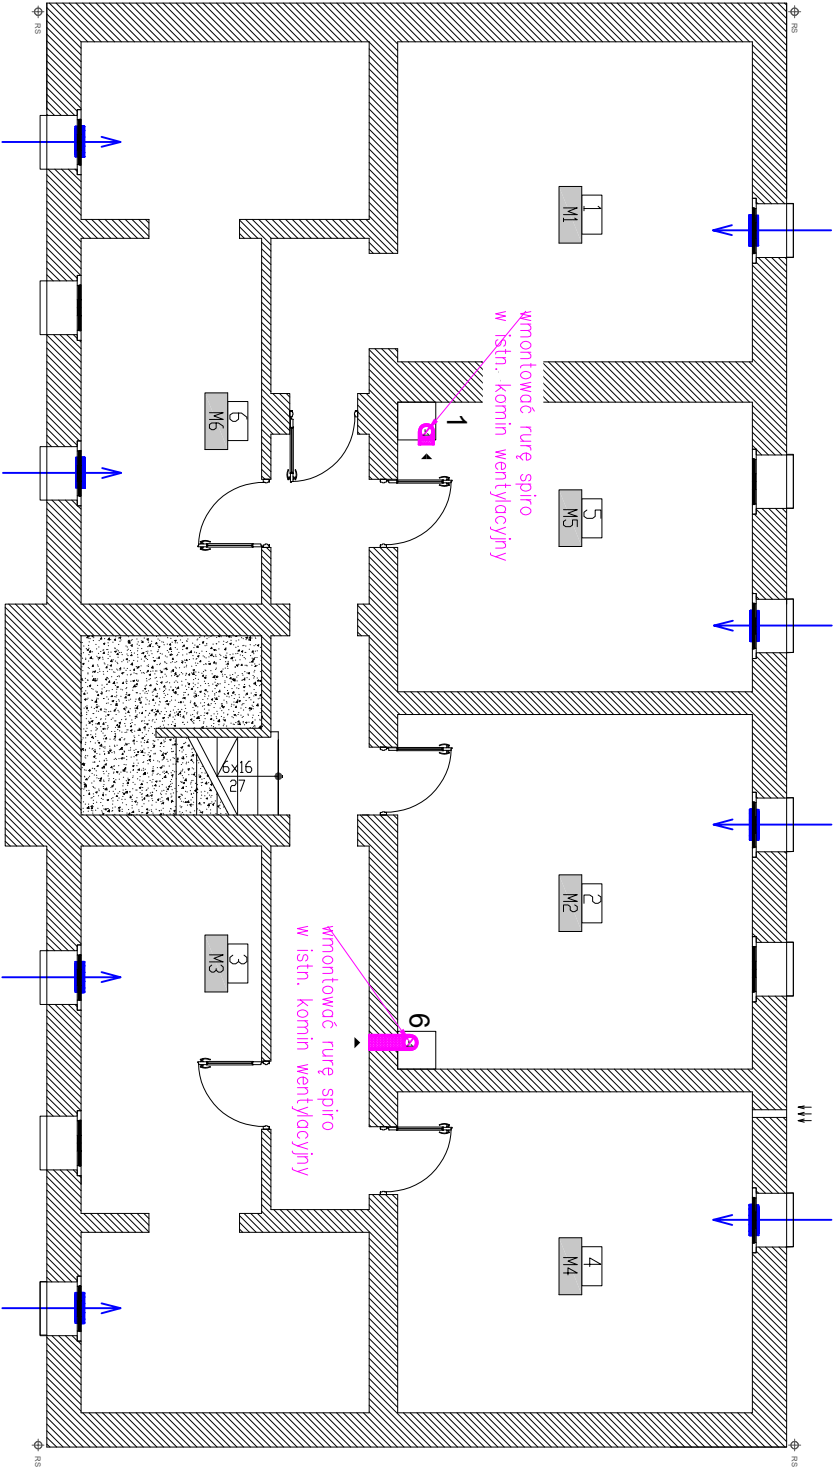 RS
RS
1
M1
wmontować rurę spiro
w istn. komin wentylacyjny
1
6
M6
5
M5
6x16
27
2
M2
3
M3
wmontować rurę spiro
w istn. komin wentylacyjny
6
4
M4
RS
RS